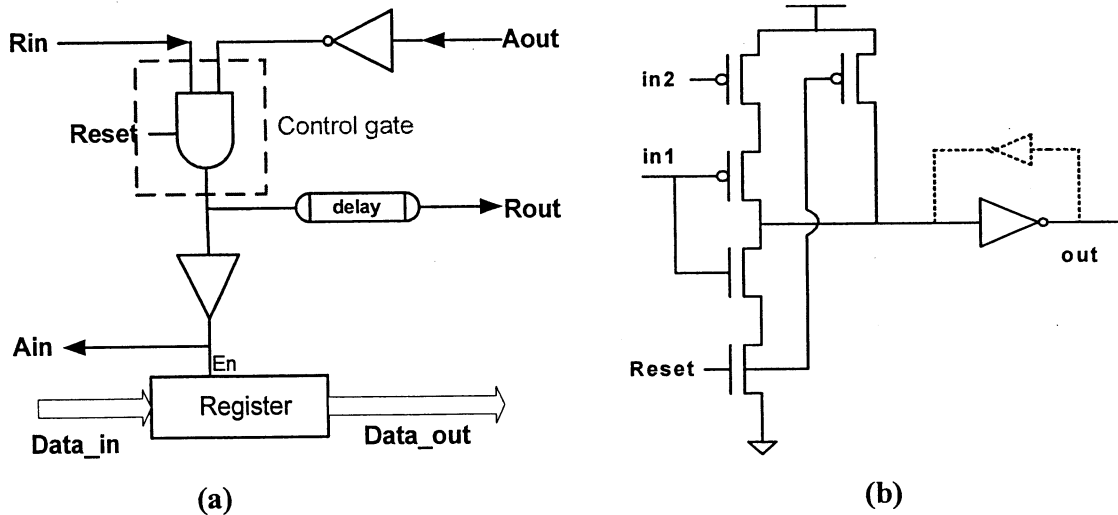 Rin
Aout
Reset
Control gate
delay
Rout
Ain
En
Register
Data_in
Data_out
(a)
in2
in1
out
Reset
(b)